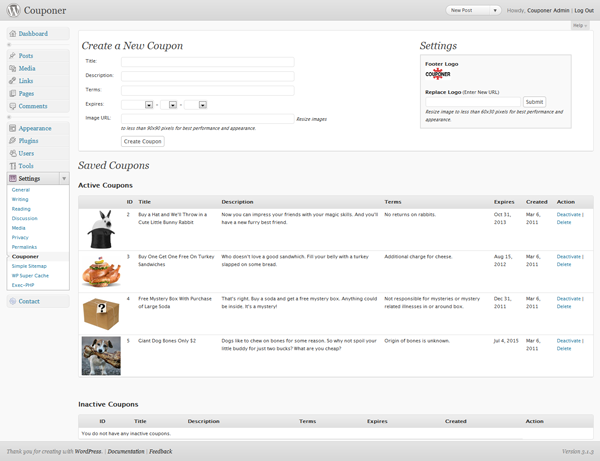 Couponer
New Post
Howdy, Couponer Admin | Log Out
Help
Dashboard
Posts
Media
Links
Pages
Comments
Appearance
Plugins
Users
Tools
Settings
General
Writing
Reading
Discussion
Media
Privacy
Permalinks
Couponer
Simple Sitemap
WP Super Cache
Exec-PHP
Contact
Create a New Coupon
Title:
Description:
Terms:
Expires: - -
Image URL: Resize images
to less than 90x90 pixels for best performance and appearance.
Create Coupon
Settings
Footer Logo
COUPONER
Replace Logo (Enter New URL)
Submit
Resize image to less than 60x30 pixels for best performance and
appearance.
Saved Coupons
Active Coupons
ID Title Description Terms Expires Created Action
2 Buy a Hat and We'll Throw in a Now you can impress your friends with your magic skills. And you'll No returns on rabbits. Oct 31, Mar 6, Deactivate |
Cute Little Bunny Rabbit have a new furry best friend. 2013 2011 Delete
3 Buy One Get One Free On Turkey Who doesn't love a good sandwhich. Fill your belly with a turkey Additional charge for cheese. Aug 15, Mar 6, Deactivate |
Sandwiches slapped on some bread. 2012 2011 Delete
4 Free Mystery Box With Purchase That's right. Buy a soda and get a free mystery box. Anything could Not responsible for mysteries or mystery Dec 31, Mar 6, Deactivate |
of Large Soda be inside. It's a mystery! related illnesses in or around box. 2011 2011 Delete
?
5 Giant Dog Bones Only $2 Dogs like to chew on bones for some reason. So why not spoil your Origin of bones is unknown. Jul 4, 2015 Mar 6, Deactivate |
little buddy for just two bucks? What are you cheap? 2011 Delete
Inactive Coupons
ID Title Description Terms Expires Created Action
You do not have any inactive coupons.
Thank you for creating with WordPress. | Documentation | Feedback
Version 3.1.3